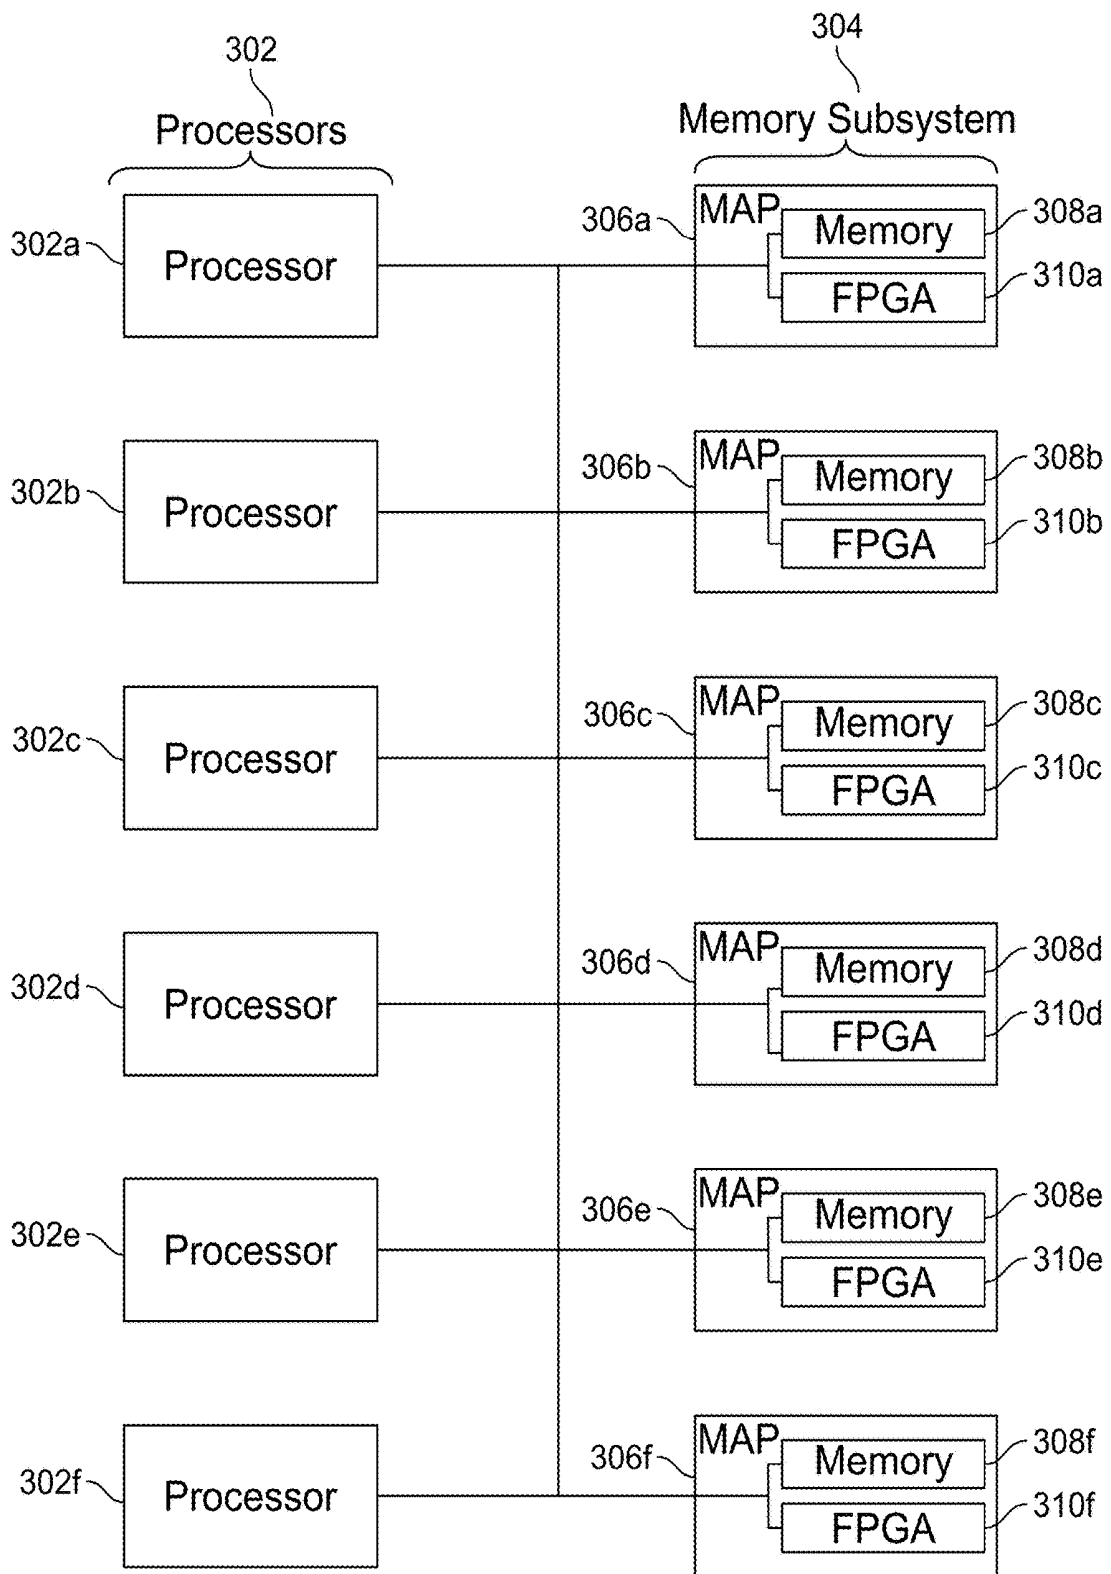 302
304
Processors
Memory Subsystem
302a
Processor
306a
MAP
Memory
308a
FPGA
310a
302b
Processor
306b
MAP
Memory
308b
FPGA
310b
302c
Processor
306c
MAP
Memory
308c
FPGA
310c
302d
Processor
306d
MAP
Memory
308d
FPGA
310d
302e
Processor
306e
MAP
Memory
308e
FPGA
310e
302f
Processor
306f
MAP
Memory
308f
FPGA
310f